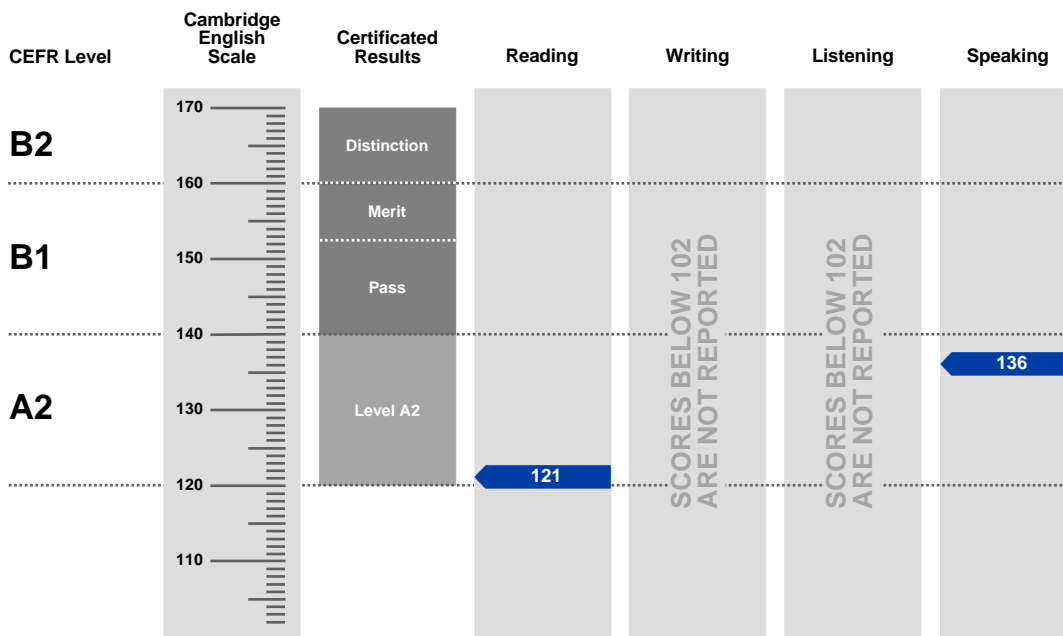 CEFR Level
Cambridge
English
Scale
Certificated
Results
Reading
Writing
Listening
Speaking
170
B2
Distinction
160
Merit
B1
150
Pass
140
136
A2
130
Level A2
121
120
110
SCORES BELOW 102
ARE NOT REPORTED
SCORES BELOW 102
ARE NOT REPORTED